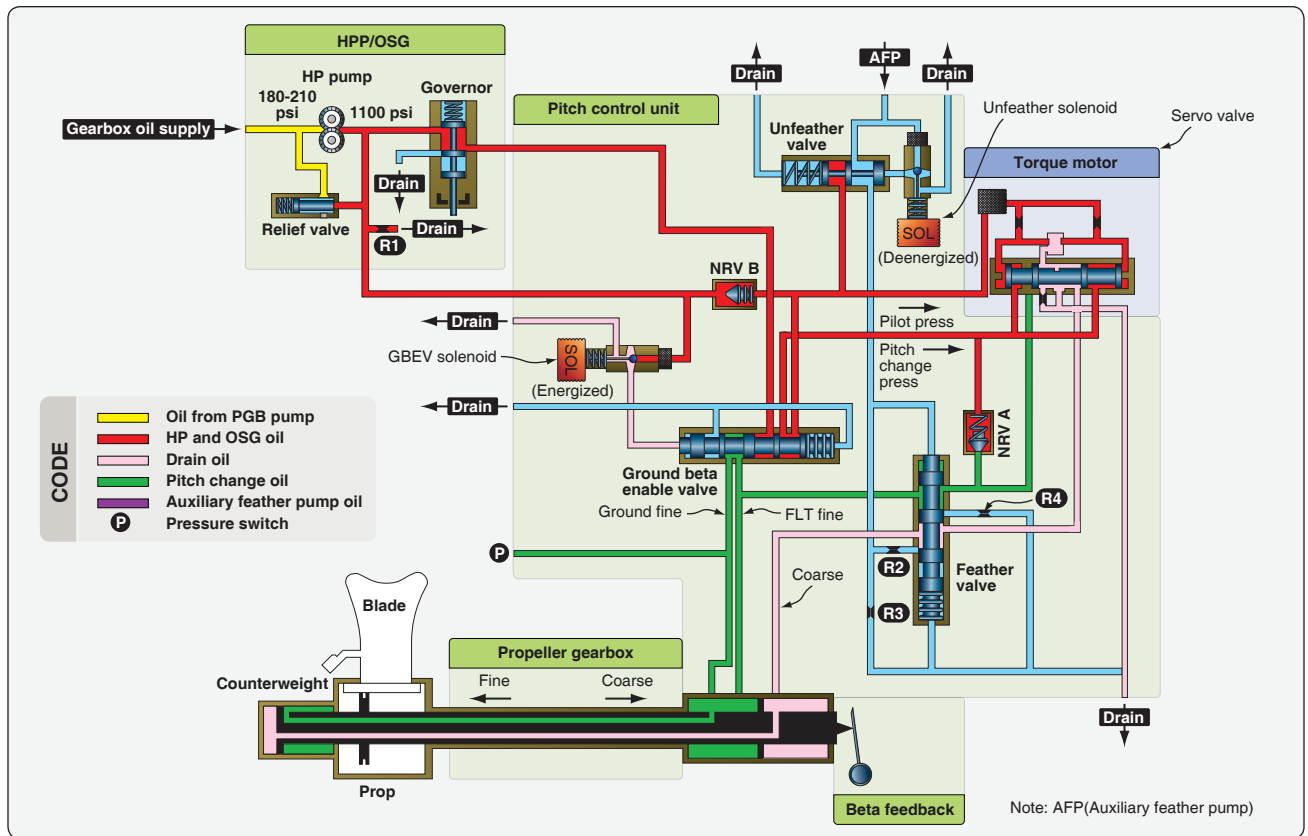 HPP/OSG
HP pump
180-210
psi
1100 psi
Governor
Gearbox oil supply
Drain
Relief valve
R1
Drain
Pitch control unit
Drain
AFP
Drain
Unfeather solenoid
Servo valve
Unfeather
valve
Torque motor
SOL
(Deenergized)
NRV B
Pilot press
Pitch
change
press
Drain
GBEV solenoid
SOL
(Energized)
Drain
NRV A
Ground beta
enable valve
Ground fine
FLT fine
R4
R2
Feather
valve
R3
Coarse
P
CODE
Oil from PGB pump
HP and OSG oil
Drain oil
Pitch change oil
Auxiliary feather pump oil
P Pressure switch
Blade
Propeller gearbox
Counterweight
Fine
Coarse
Prop
Drain
Beta feedback
Note: AFP(Auxiliary feather pump)